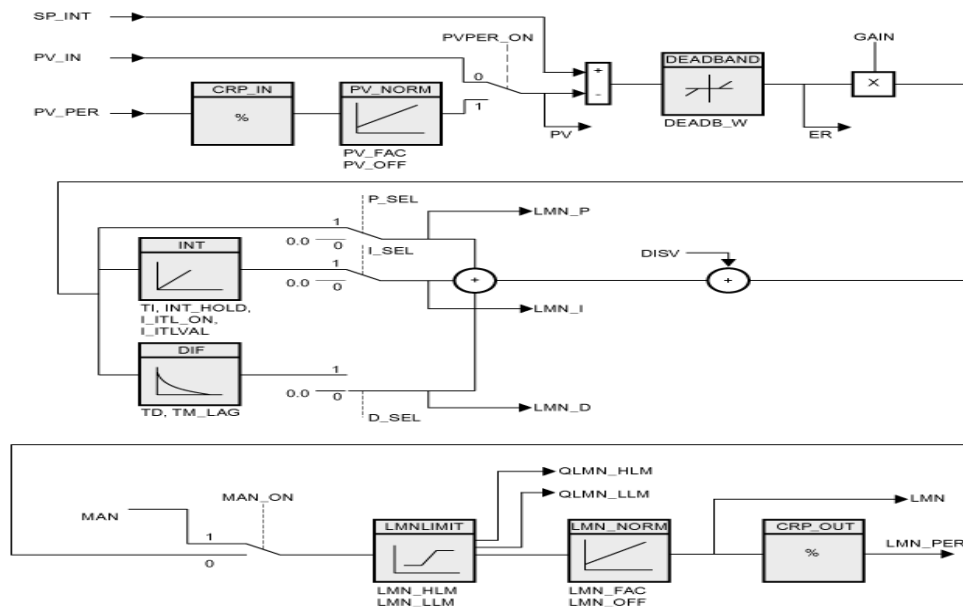 SP_INT
PVPER_ON
GAIN
PV_IN
0
DEADBAND
+
-
X
CRP_IN
PV_NORM
PV_PER
%
1
PV
DEADB_W
ER
PV_FAC
PV_OFF
P_SEL
1
LMN_P
0.0
0
INT
I_SEL
DISV
1
+
+
0.0
0
TI, INT_HOLD,
I_ITL_ON,
I_ITLVAL
LMN_I
DIF
1
0.0
0
TD, TM_LAG
D_SEL
LMN_D
QLMN_HLM
MAN_ON
QLMN_LLM
LMN
MAN
LMNLIMIT
LMN_NORM
CRP_OUT
1
0
%
LMN_PER
LMN_HLM
LMN_LLM
LMN_FAC
LMN_OFF